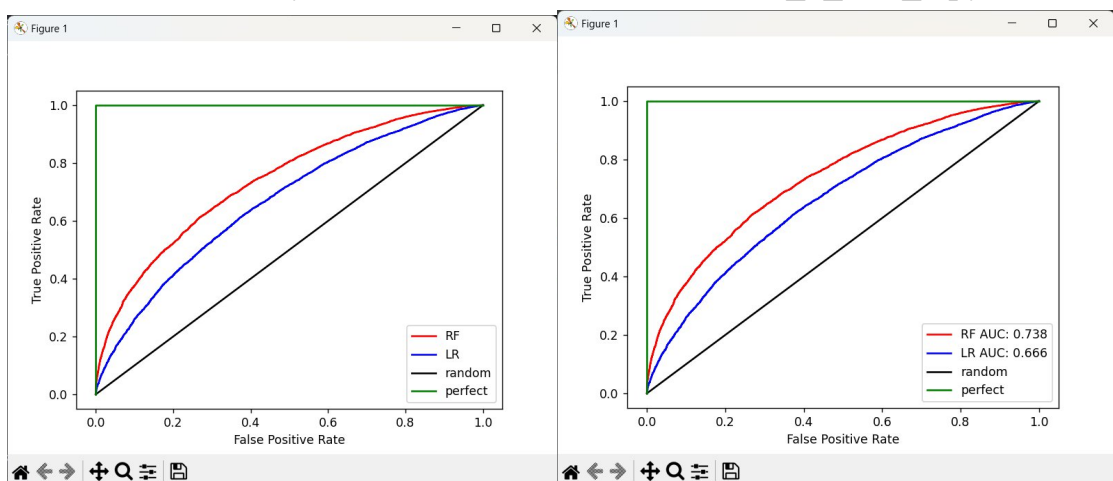 Figure 1
1.0
0.8
0.6
0.4
0.2
0.0
True Positive Rate
RF
LR
random
perfect
0.0 0.2 0.4 0.6 0.8 1.0
False Positive Rate
Figure 1
1.0
0.8
0.6
0.4
0.2
0.0
True Positive Rate
RF AUC: 0.738
LR AUC: 0.666
random
perfect
0.0 0.2 0.4 0.6 0.8 1.0
False Positive Rate